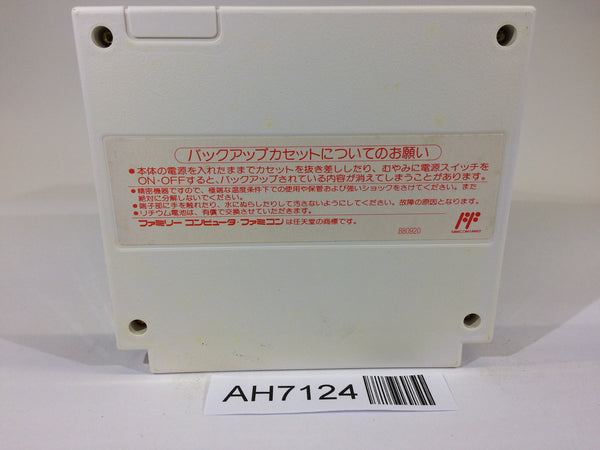 バックアップカセットについてのお願い
●本体の電源を入れたままでカセットを抜き差ししたり、むやみに電源スイッチを
ON・OFFすると、バックアップされている内容が消えてしまうことがあります。
●精密機器ですので、極端な温度条件下での使用や保管および強いショックをさけてください。また
絶対に分解しないでください。
●端子部に手を触れたり、水にぬらしたりして汚さないようにしてください。故障の原因となります。
●リチウム電池は、有償で交換させていただきます。
ファミリー コンピュータ・ファミコン は任天堂の商標です。
880920
AH7124